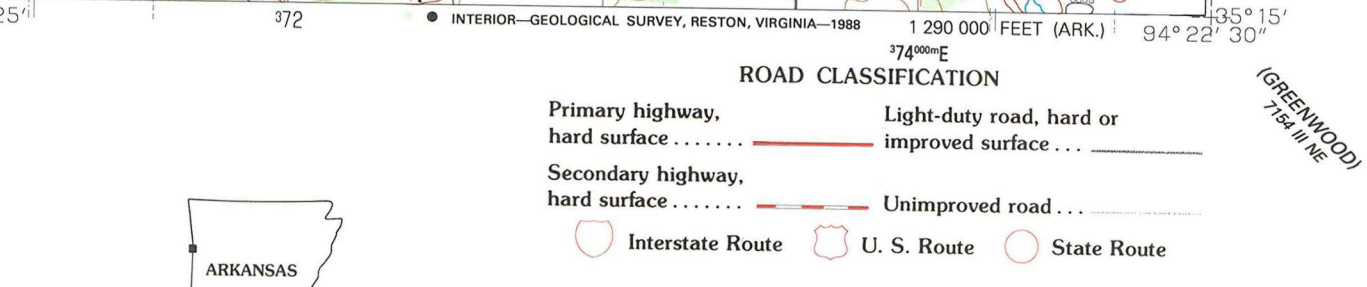 25'
³72
INTERIOR—GEOLOGICAL SURVEY, RESTON, VIRGINIA—1988
1 290 000 FEET (ARK.)
35° 15'
94° 22' 30"
³74⁰⁰⁰ᵐE
ROAD CLASSIFICATION
(GREENWOOD)
7154 III NE
Primary highway,
hard surface .......
Light-duty road, hard or
improved surface ...
Secondary highway,
hard surface .......
Unimproved road ...
Interstate Route
U. S. Route
State Route
ARKANSAS